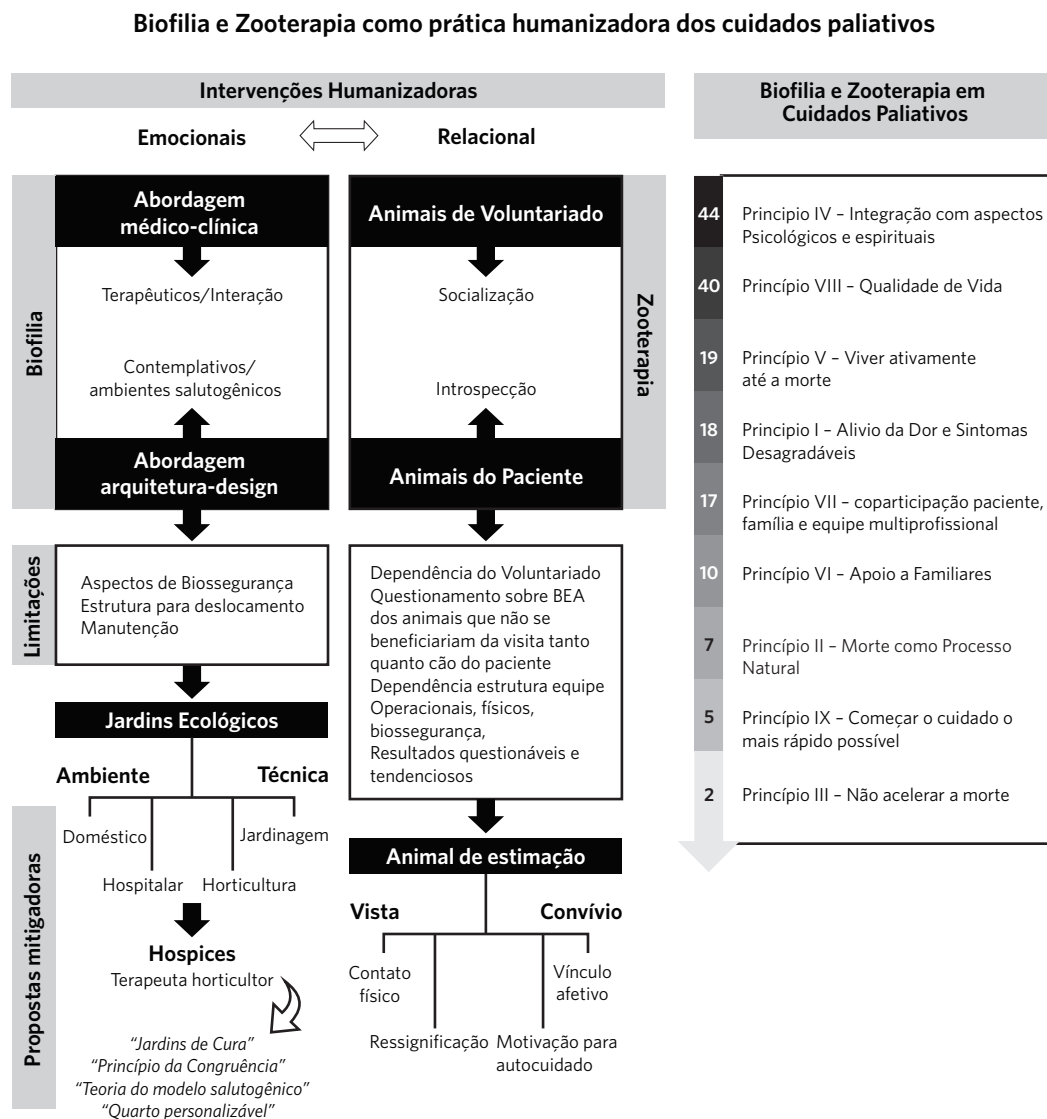 Biofilia e Zooterapia como prática humanizadora dos cuidados paliativos
Intervenções Humanizadoras
Emocionais
Relacional
Biofilia
Abordagem
médico-clínica
Terapêuticos/Interação
Contemplativos/
ambientes salutogênicos
Abordagem
arquitetura-design
Animais de Voluntariado
Socialização
Introspecção
Animais do Paciente
Zooterapia
Limitações
Aspectos de Biossegurança
Estrutura para deslocamento
Manutenção
Dependência do Voluntariado
Questionamento sobre BEA
dos animais que não se
beneficiariam da visita tanto
quanto cão do paciente
Dependência estrutura equipe
Operacionais, físicos,
biossegurança,
Resultados questionáveis e
tendenciosos
Propostas mitigadoras
Jardins Ecológicos
Ambiente
Técnica
Doméstico
Jardinagem
Hospitalar
Horticultura
Hospices
Terapeuta horticultor
“Jardins de Cura”
“Princípio da Congruência”
“Teoria do modelo salutogênico”
“Quarto personalizável”
Animal de estimação
Vista
Convívio
Contato
físico
Vínculo
afetivo
Ressignificação
Motivação para
autocuidado
Biofilia e Zooterapia em
Cuidados Paliativos
44
Principio IV – Integração com aspectos
Psicológicos e espirituais
40
Princípio VIII – Qualidade de Vida
19
Princípio V – Viver ativamente
até a morte
18
Principio I – Alivio da Dor e Sintomas
Desagradáveis
17
Princípio VII – coparticipação paciente,
família e equipe multiprofissional
10
Princípio VI – Apoio a Familiares
7
Princípio II – Morte como Processo
Natural
5
Princípio IX – Começar o cuidado o
mais rápido possível
2
Princípio III – Não acelerar a morte